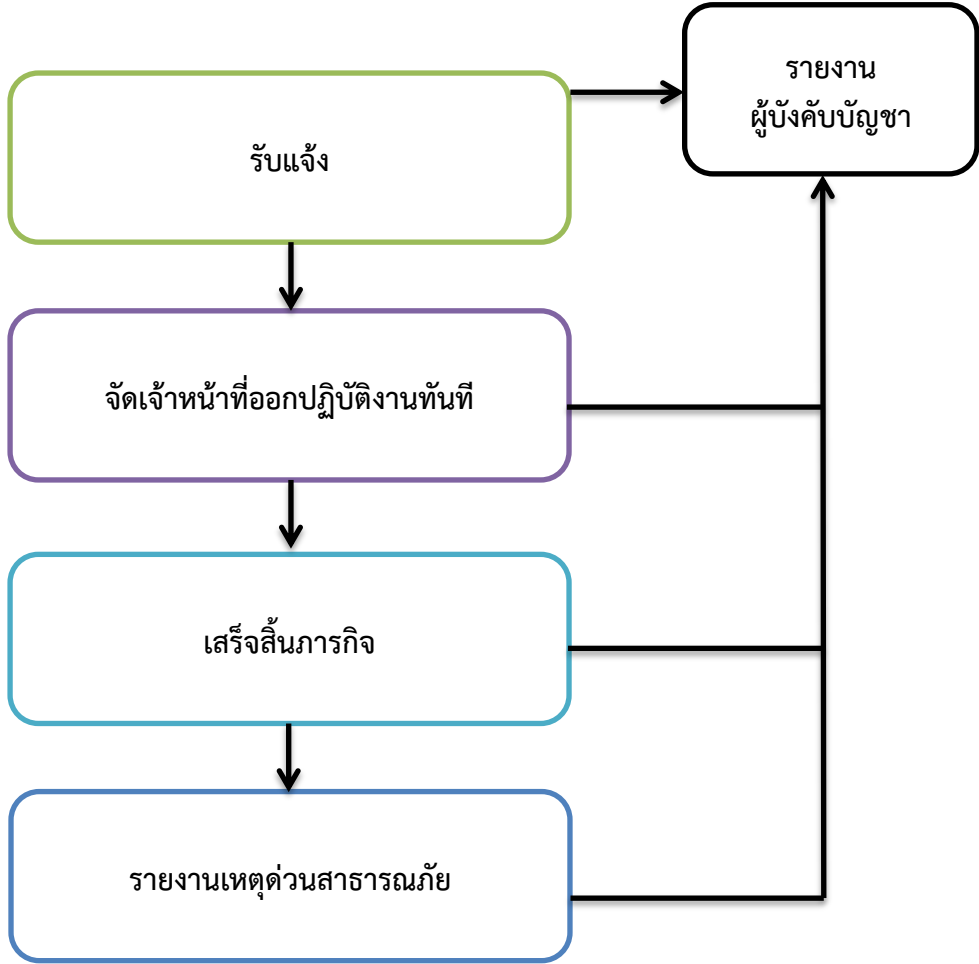 รับแจ้ง
รายงาน
ผู้บังคับบัญชา
จัดเจ้าหน้าที่ออกปฏิบัติงานทันที
เสร็จสิ้นภารกิจ
รายงานเหตุด่วนสาธารณภัย